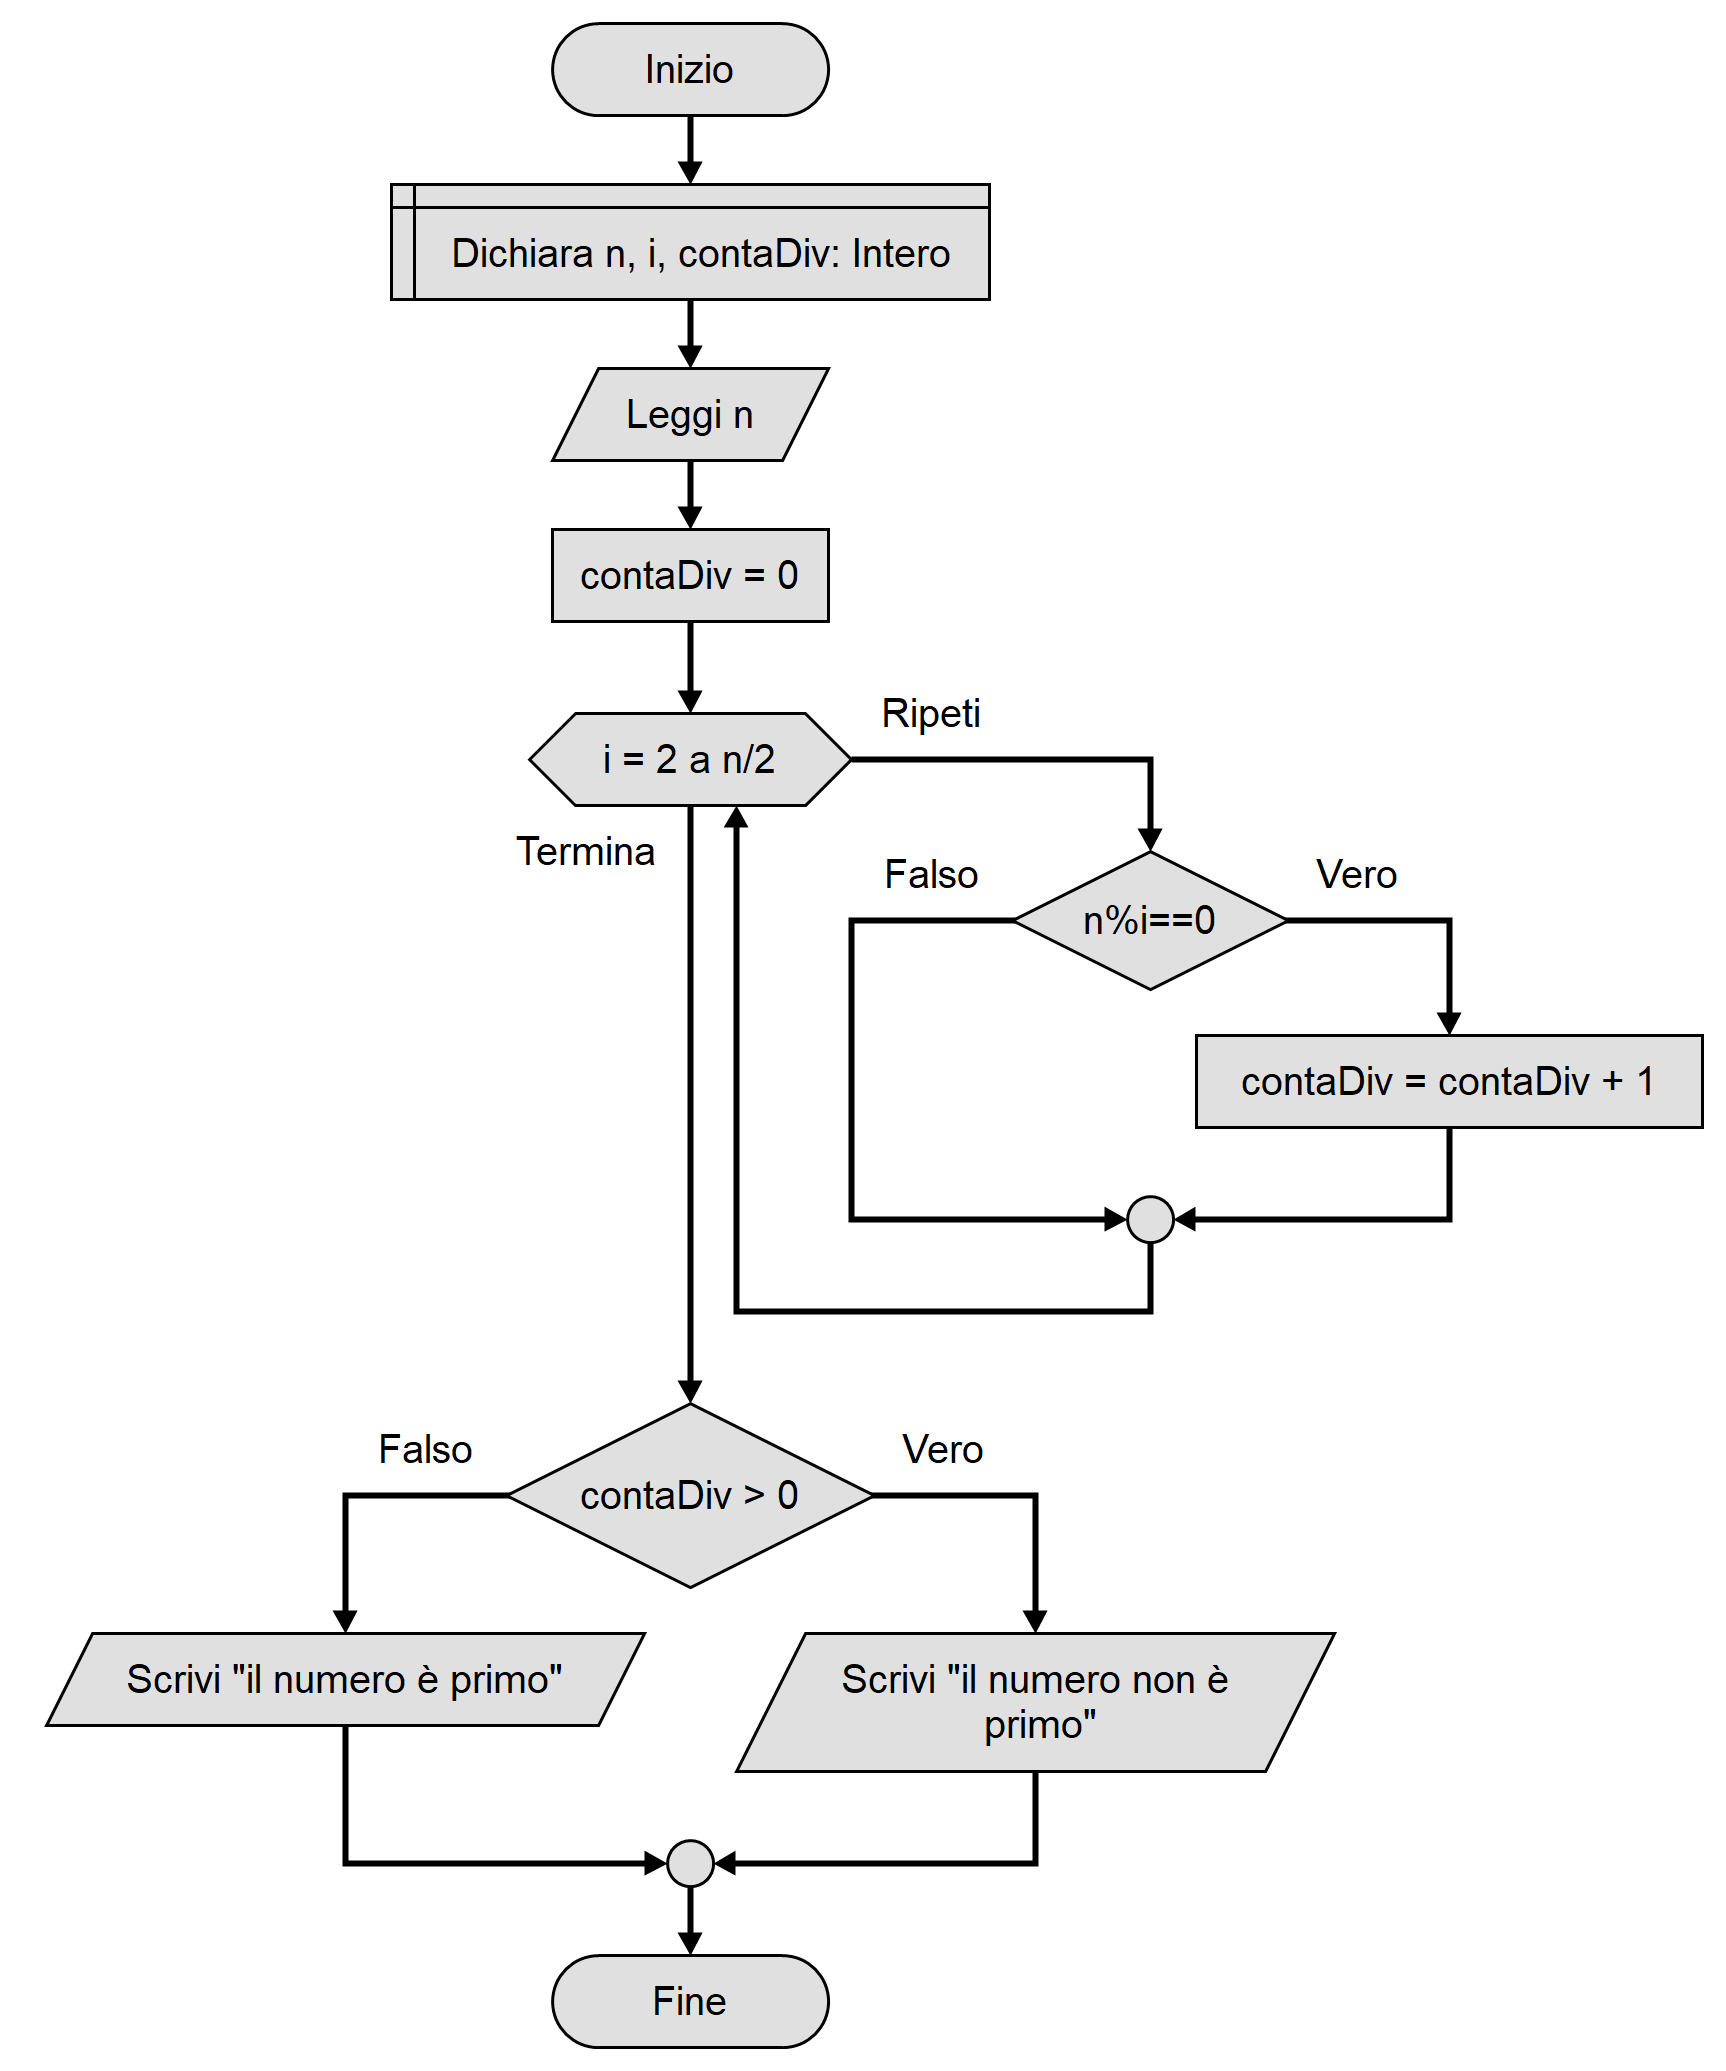 Inizio
Dichiara n, i, contaDiv: Intero
Leggi n
contaDiv = 0
i = 2 a n/2
Ripeti
Termina
Falso
Vero
n%i==0
contaDiv = contaDiv + 1
Falso
Vero
contaDiv > 0
Scrivi "il numero è primo"
Scrivi "il numero non è
primo"
Fine